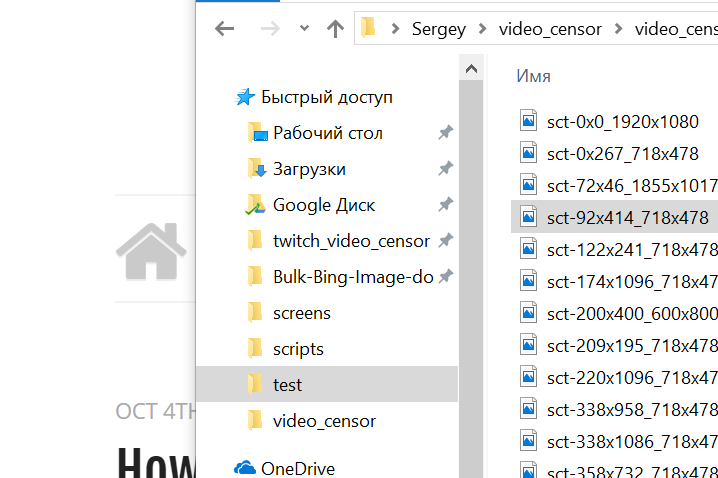 Sergey
video_censor
video_cens
Имя
Быстрый доступ
Рабочий стол
Загрузки
Google Диск
twitch_video_censor
Bulk-Bing-Image-do
screens
scripts
test
video_censor
OneDrive
sct-0x0_1920x1080
sct-0x267_718x478
sct-72x46_1855x1017
sct-92x414_718x478
sct-122x241_718x478
sct-174x1096_718x47
sct-200x400_600x800
sct-209x195_718x478
sct-220x1096_718x47
sct-338x958_718x478
sct-338x1086_718x47
sct-358x732_718x478
OCT 4TH
How